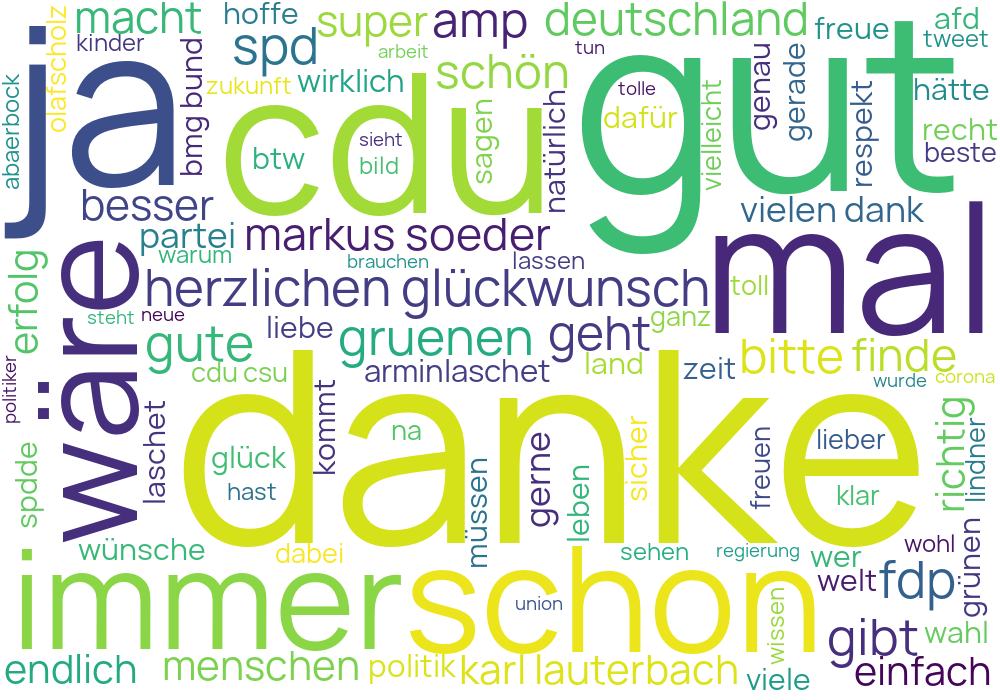 macht
hoffe
super
amp
deutschland
freue
afd
tweet
olafscholz
kinder
bmg bund
spd
arbeit
schön
tun
genau
gerade
hätte
ja
zukunft
wirklich
cdu
gut
tolle
dafür
vielleicht
respekt
recht
beste
abaerbock
btw
sieht
bild
sagen
natürlich
besser
vielen dank
partei
markus soeder
warum
brauchen
lassen
mal
erfolg
wäre
herzlichen glückwunsch
toll
steht
neue
liebe
gute
gruenen
geht
ganz
bitte
finde
politiker
cdu csu
arminlaschet
land
zeit
wurde
corona
laschet
kommt
danke
na
glück
hast
sicher
lieber
klar
richtig
lindner
spdde
müssen
gerne
leben
freuen
wünsche
dabei
sehen
regierung
wer
wohl
grünen
immer
schon
union
wissen
welt
fdp
gibt
wahl
endlich
menschen
politik
karl lauterbach
viele
einfach